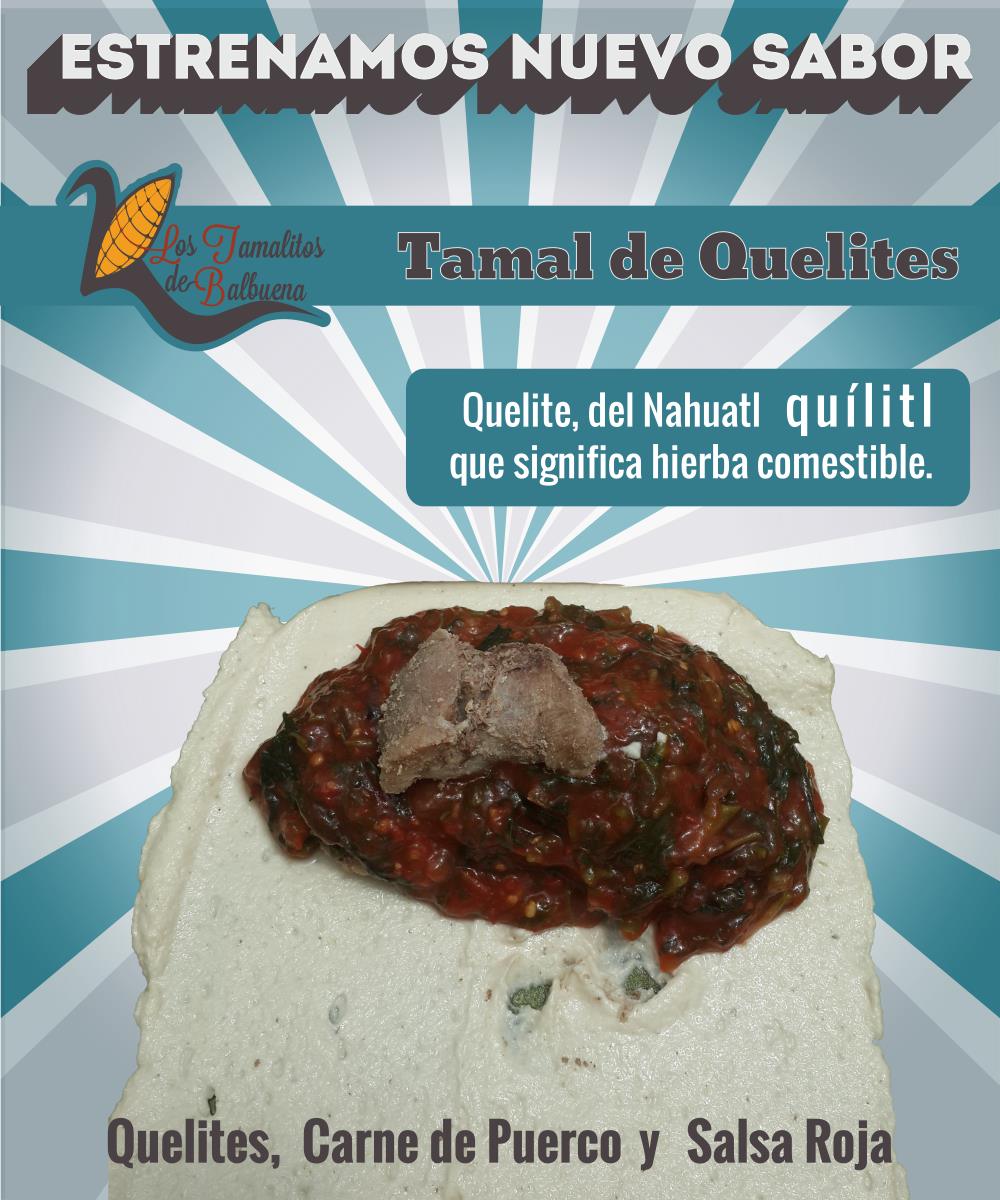 ESTRENAMOS NUEVO SABOR
Los Tamalitos
de Balbuena
Tamal de Quelites
Quelite, del Nahuatl quílitl
que significa hierba comestible.
Quelites, Carne de Puerco y Salsa Roja